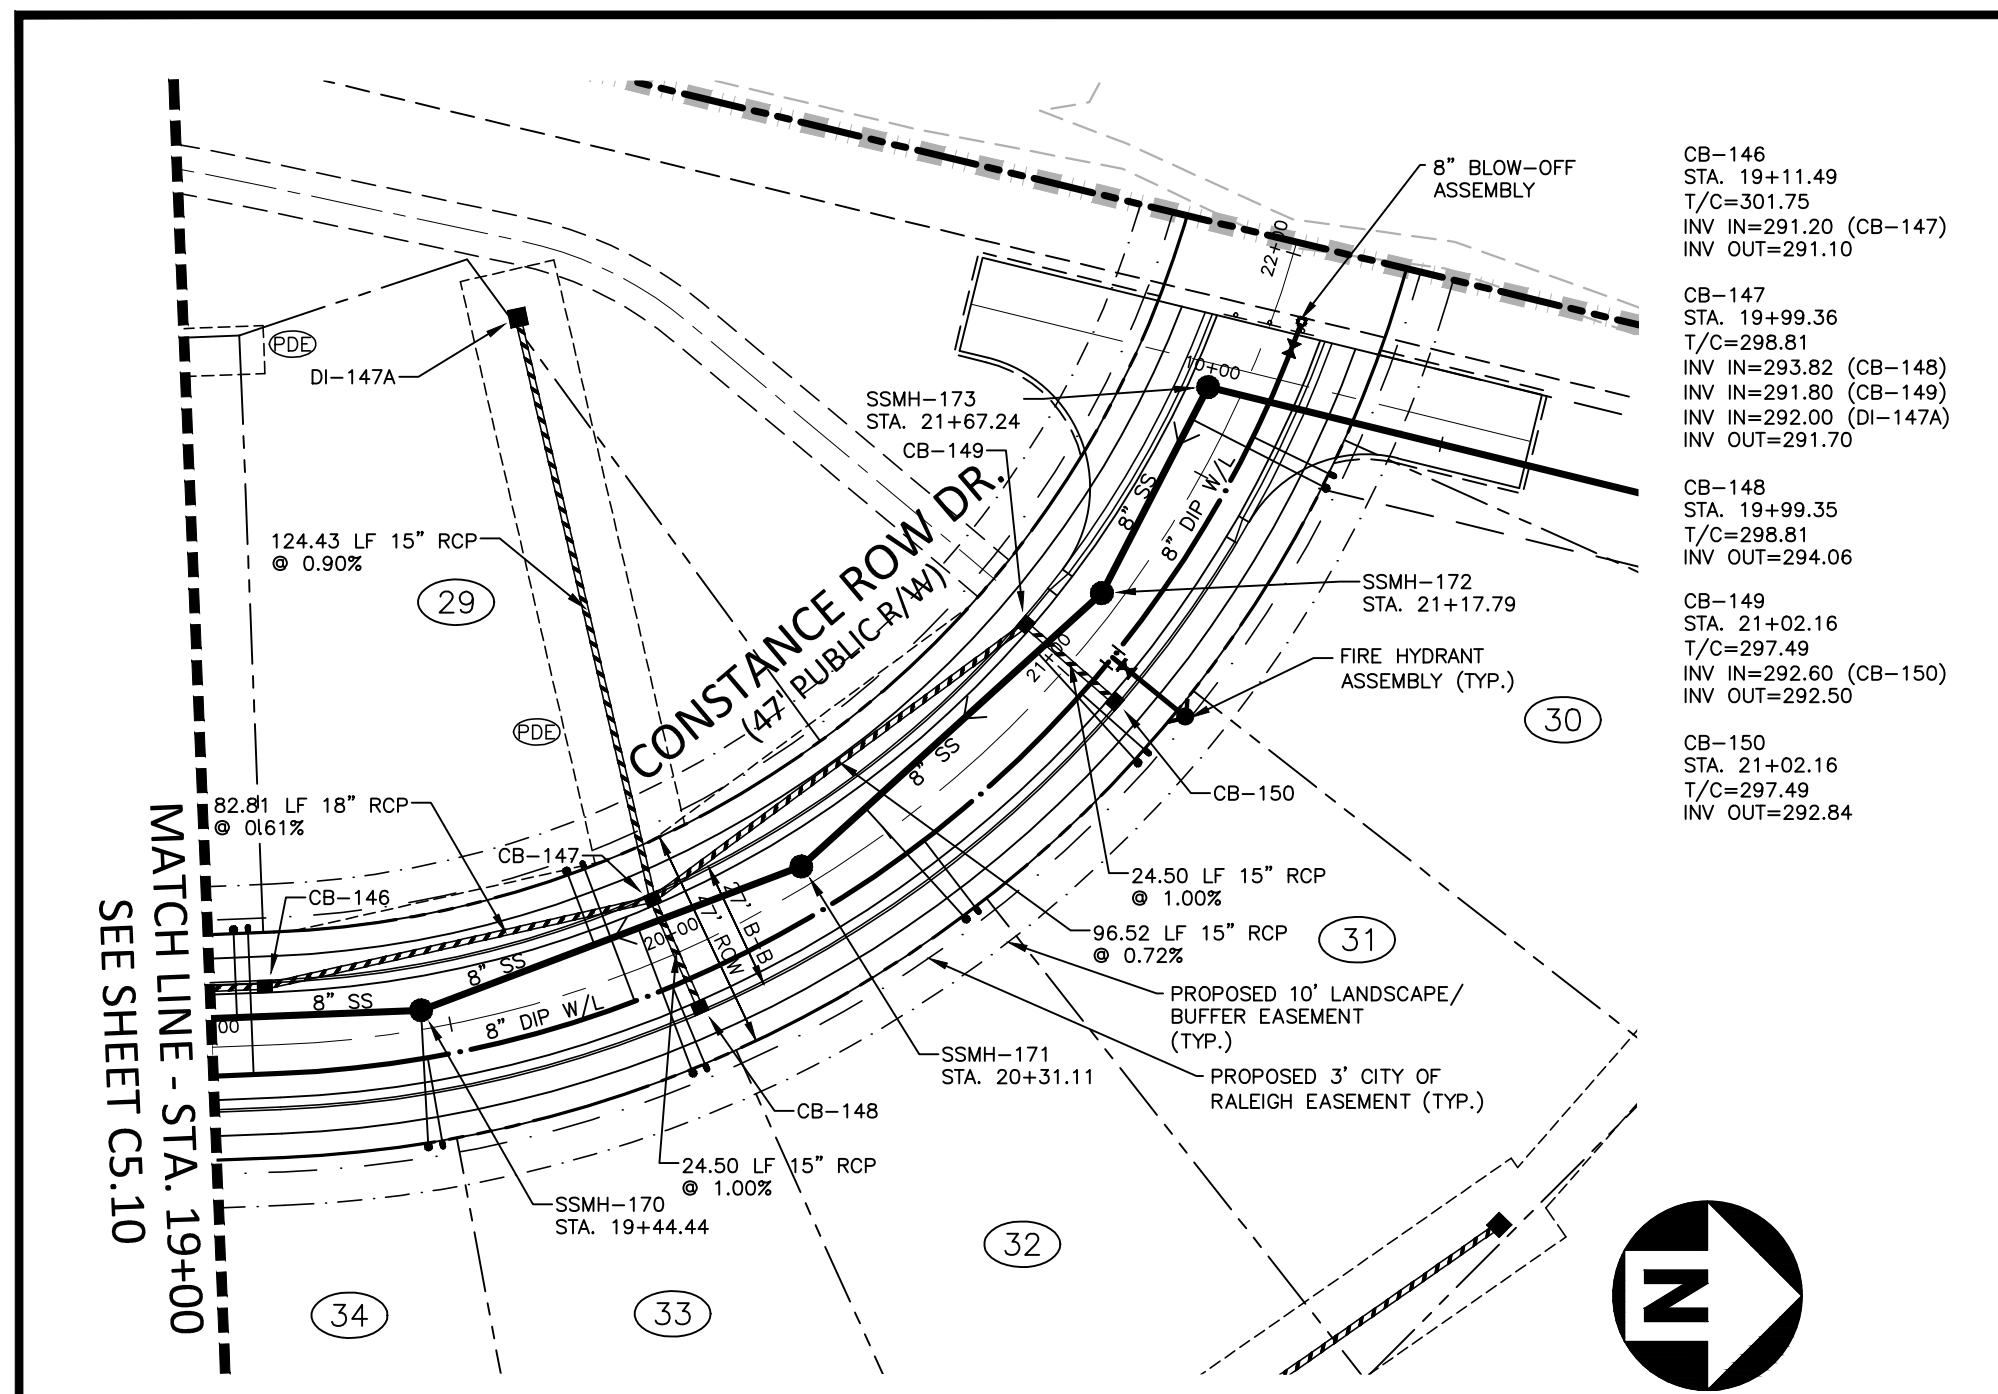 8" BLOW-OFF
ASSEMBLY
22+00
10+00
SSMH-173
STA. 21+67.24
CB-149
PDE
DI-147A
124.43 LF 15" RCP
@ 0.90%
29
CONSTANCE ROW DR.
(47' PUBLIC R/W)
8" SS
8" DIP W/L
SSMH-172
STA. 21+17.79
FIRE HYDRANT
ASSEMBLY (TYP.)
30
21+00
PDE
8" SS
CB-150
82.81 LF 18" RCP
@ 0.61%
CB-147
CB-146
24.50 LF 15" RCP
@ 1.00%
96.52 LF 15" RCP
@ 0.72%
31
27' B-B
47' ROW
20+00
8" SS
8" SS
8" DIP W/L
00
PROPOSED 10' LANDSCAPE/
BUFFER EASEMENT
(TYP.)
SSMH-171
STA. 20+31.11
PROPOSED 3' CITY OF
RALEIGH EASEMENT (TYP.)
CB-148
24.50 LF 15" RCP
@ 1.00%
SSMH-170
STA. 19+44.44
34
33
32
MATCH LINE - STA. 19+00
SEE SHEET C5.10
CB-146
STA. 19+11.49
T/C=301.75
INV IN=291.20 (CB-147)
INV OUT=291.10
CB-147
STA. 19+99.36
T/C=298.81
INV IN=293.82 (CB-148)
INV IN=291.80 (CB-149)
INV IN=292.00 (DI-147A)
INV OUT=291.70
CB-148
STA. 19+99.35
T/C=298.81
INV OUT=294.06
CB-149
STA. 21+02.16
T/C=297.49
INV IN=292.60 (CB-150)
INV OUT=292.50
CB-150
STA. 21+02.16
T/C=297.49
INV OUT=292.84
N